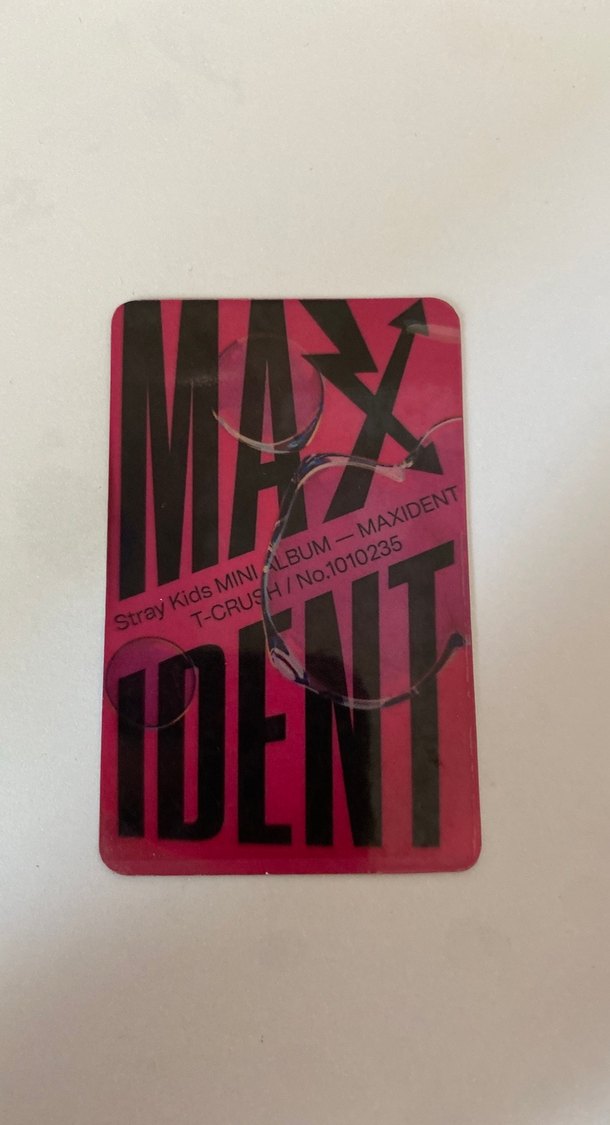 MAX
Stray Kids MINI ALBUM — MAXIDENT
T-CRUSH / No.1010235
IDENT